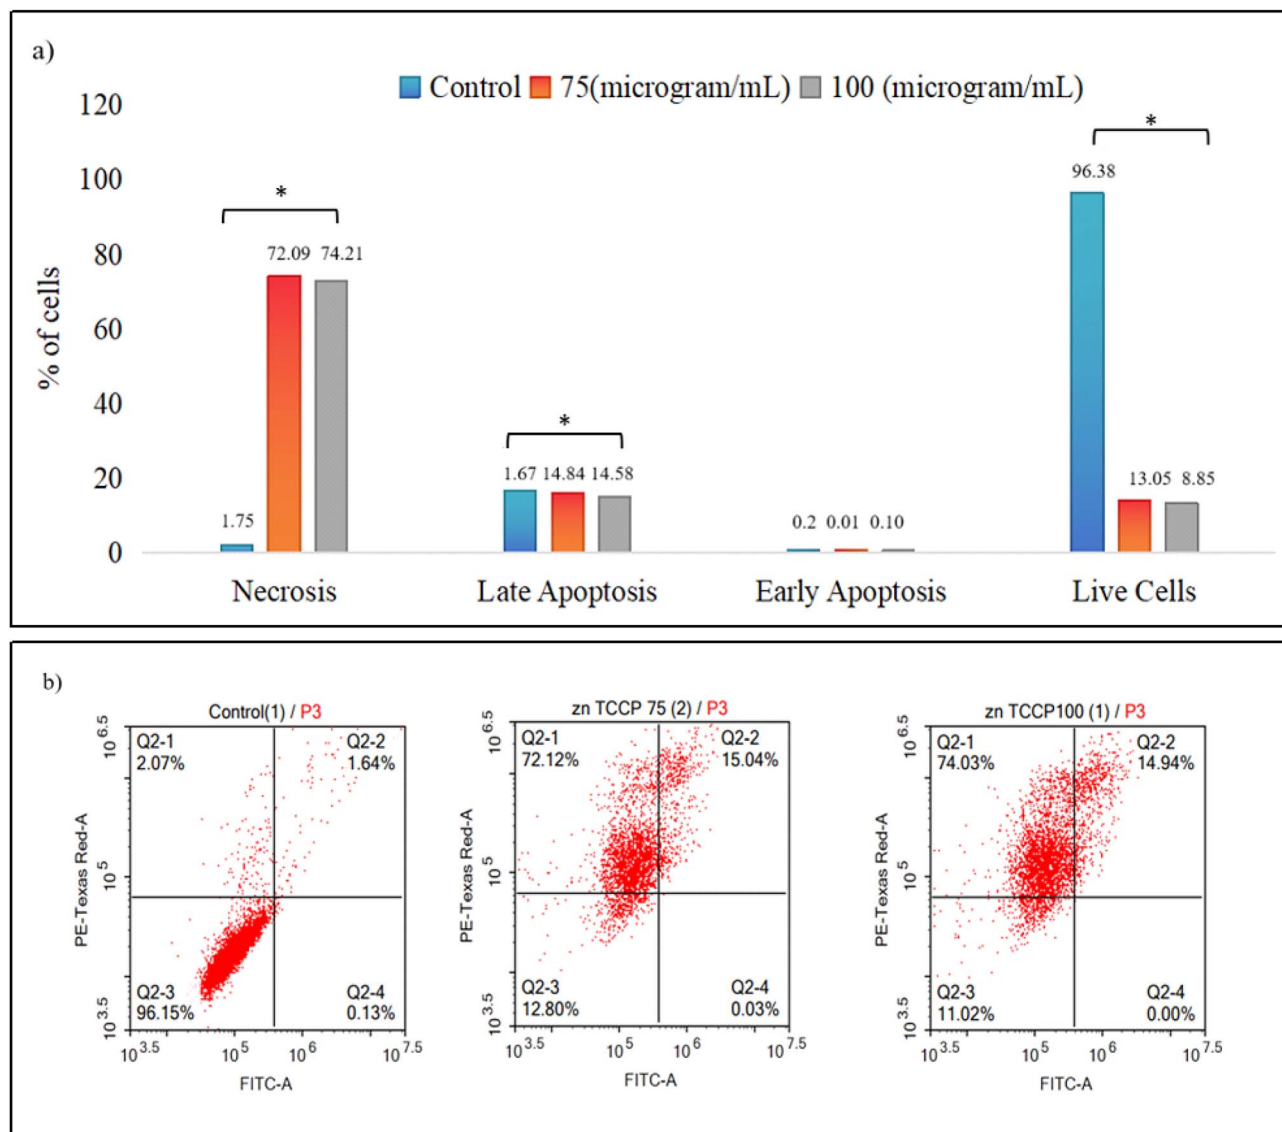 a)
Control 75(microgram/mL) 100 (microgram/mL)
120
100
80
60
40
20
0
% of cells
*
*
*
1.75 72.09 74.21
1.67 14.84 14.58
0.2 0.01 0.10
96.38 13.05 8.85
Necrosis Late Apoptosis Early Apoptosis Live Cells
b)
Control(1) / P3
Q2-1 Q2-2
2.07% 1.64%
Q2-3 Q2-4
96.15% 0.13%
10 6.5
10 5
10 3.5
PE-Texas Red-A
10 3.5 10 5 10 6 10 7.5
FITC-A
zn TCCP 75 (2) / P3
Q2-1 Q2-2
72.12% 15.04%
Q2-3 Q2-4
12.80% 0.03%
10 6.5
10 5
10 3.5
PE-Texas Red-A
10 3.5 10 5 10 6 10 7.5
FITC-A
zn TCCP100 (1) / P3
Q2-1 Q2-2
74.03% 14.94%
Q2-3 Q2-4
11.02% 0.00%
10 6.5
10 5
10 3.5
PE-Texas Red-A
10 3.5 10 5 10 6 10 7.5
FITC-A